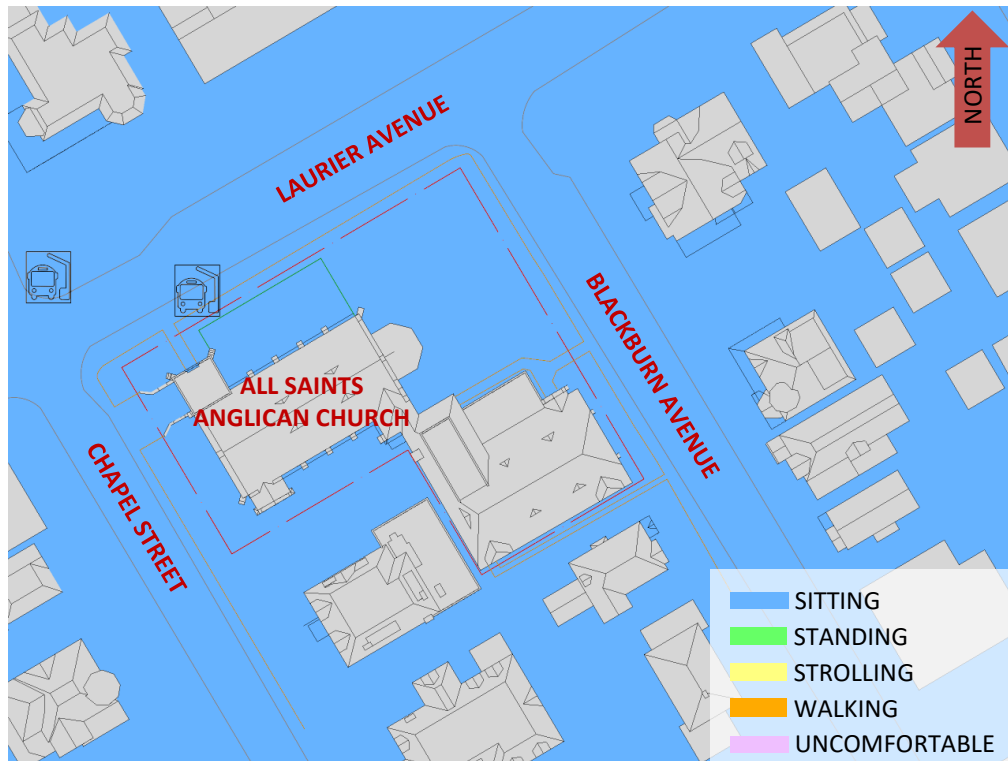 NORTH
LAURIER AVENUE
BLACKBURN AVENUE
ALL SAINTS
ANGLICAN CHURCH
CHAPEL STREET
SITTING
STANDING
STROLLING
WALKING
UNCOMFORTABLE